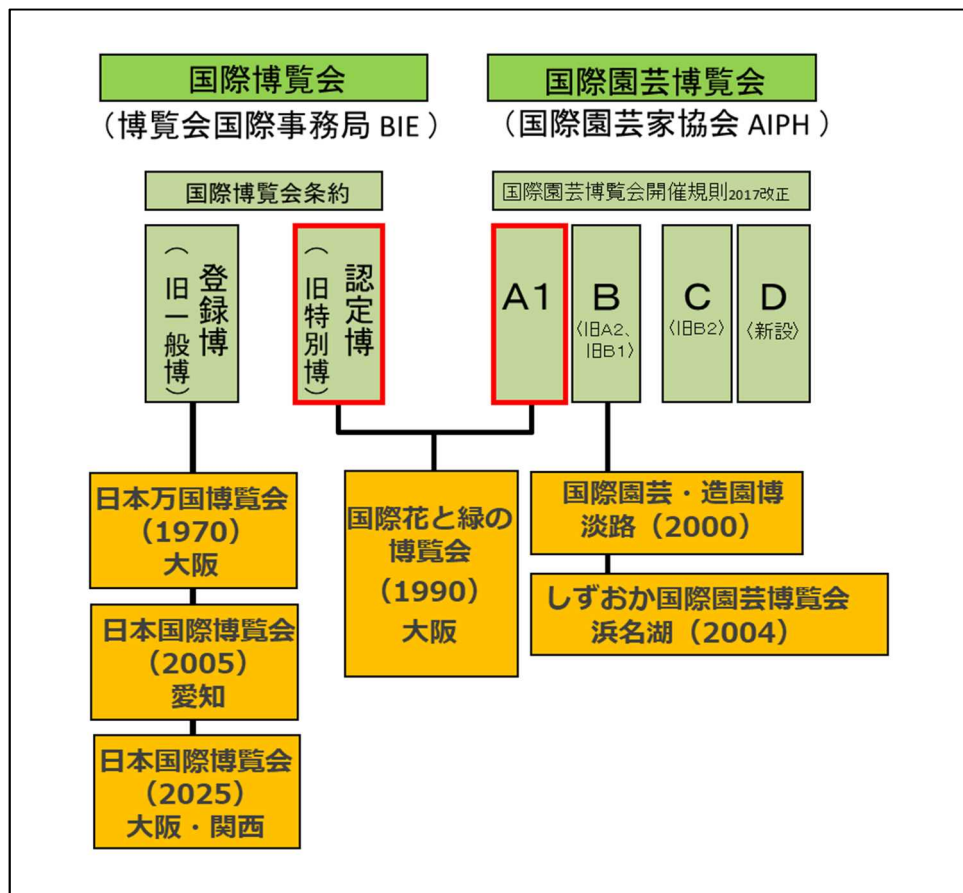 国際博覧会
（博覧会国際事務局 BIE ）
国際園芸博覧会
（国際園芸家協会 AIPH ）
国際博覧会条約
国際園芸博覧会開催規則2017改正
登録博
（旧一般博）
認定博
（旧特別博）
A1
B
〈旧A2、
旧B1〉
C
〈旧B2〉
D
〈新設〉
日本万国博覧会
（1970）
大阪
日本国際博覧会
（2005）
愛知
日本国際博覧会
（2025）
大阪・関西
国際花と緑の
博覧会
（1990）
大阪
国際園芸・造園博
淡路（2000）
しずおか国際園芸博覧会
浜名湖（2004）